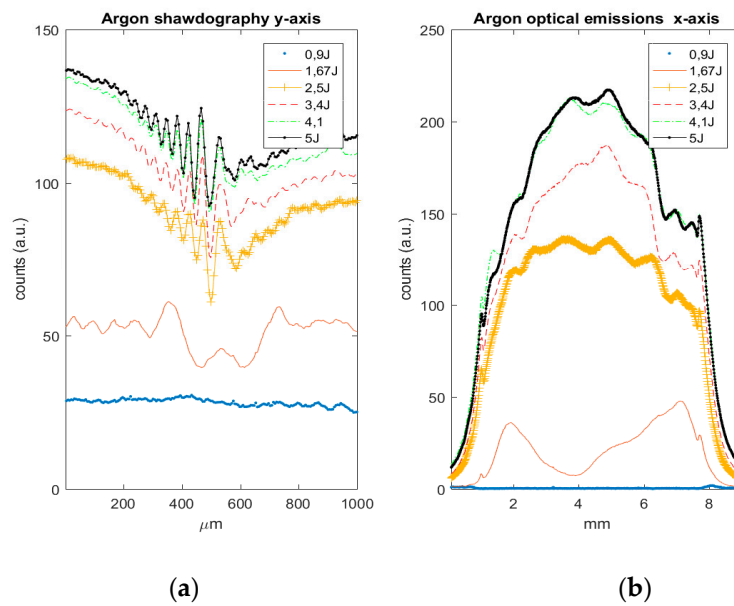 Argon shawdography y-axis
150
100
50
0
counts (a.u.)
200
400
600
800
1000
μm
0,9J
1,67J
2,5J
3,4J
4,1
5J
(a)
Argon optical emissions x-axis
250
200
150
100
50
0
counts (a.u.)
2
4
6
8
mm
0,9J
1,67J
2,5J
3,4J
4,1J
5J
(b)